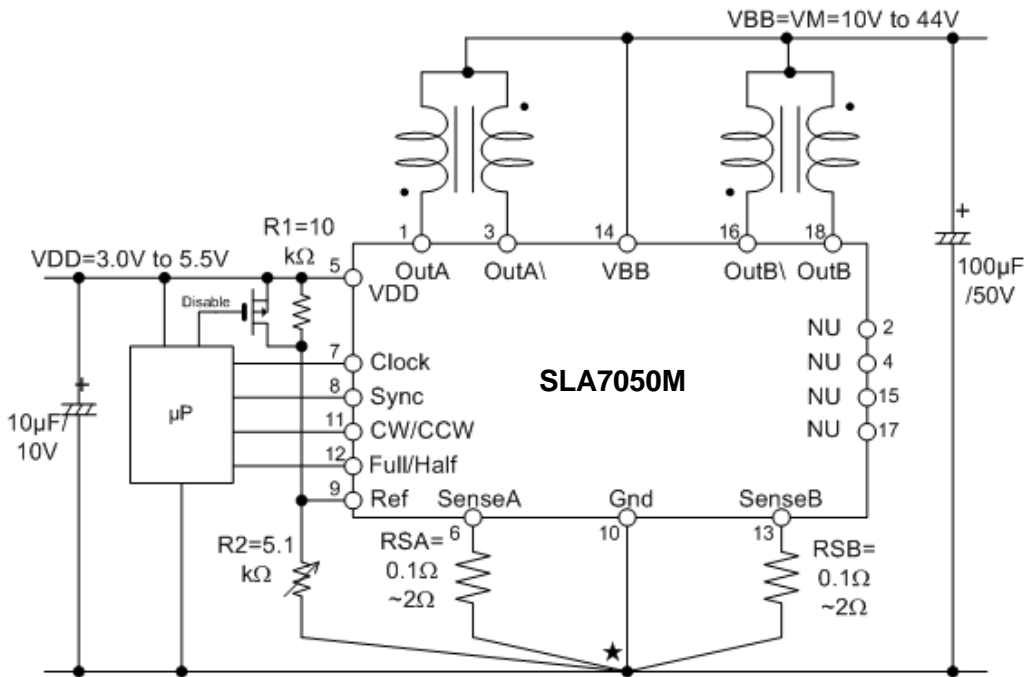 VBB=VM=10V to 44V
R1=10
kΩ
VDD=3.0V to 5.5V
Disable
+
100µF
/50V
+
10µF/
10V
µP
1
3
14
16
18
OutA
OutA\
VBB
OutB\
OutB
5
VDD
7
Clock
8
Sync
11
CW/CCW
12
Full/Half
9
Ref
SLA7050M
NU
2
NU
4
NU
15
NU
17
SenseA
Gnd
SenseB
6
10
13
R2=5.1
kΩ
RSA=
0.1Ω
~2Ω
RSB=
0.1Ω
~2Ω